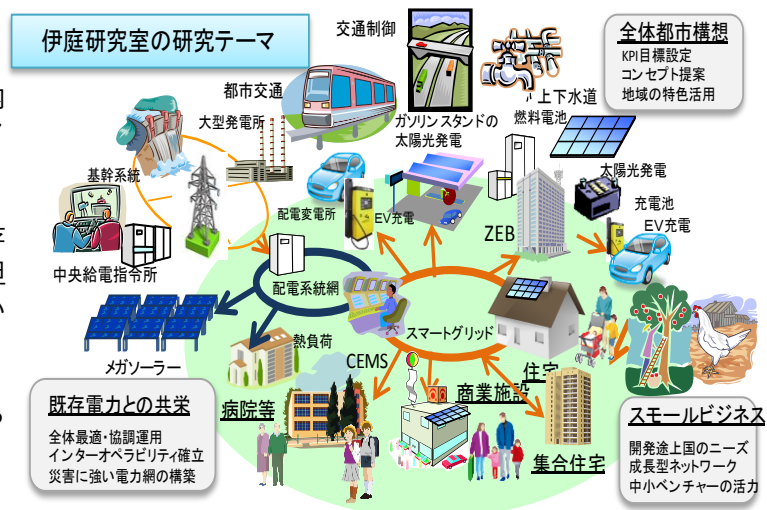 伊庭研究室の研究テーマ
交通制御
全体都市構想
KPI目標設定
コンセプト提案
地域の特色活用
都市交通
上下水道
燃料電池
大型発電所
ガソリン スタンドの
太陽光発電
基幹系統
太陽光発電
充電池
EV充電
配電変電所
EV充電
ZEB
中央給電指令所
配電系統網
スマートグリッド
メガソーラー
熱負荷
CEMS
住宅
商業施設
病院等
集合住宅
既存電力との共栄
全体最適・協調運用
インターオペラビリティ確立
災害に強い電力網の構築
スモールビジネス
開発途上国のニーズ
成長型ネットワーク
中小ベンチャーの活力